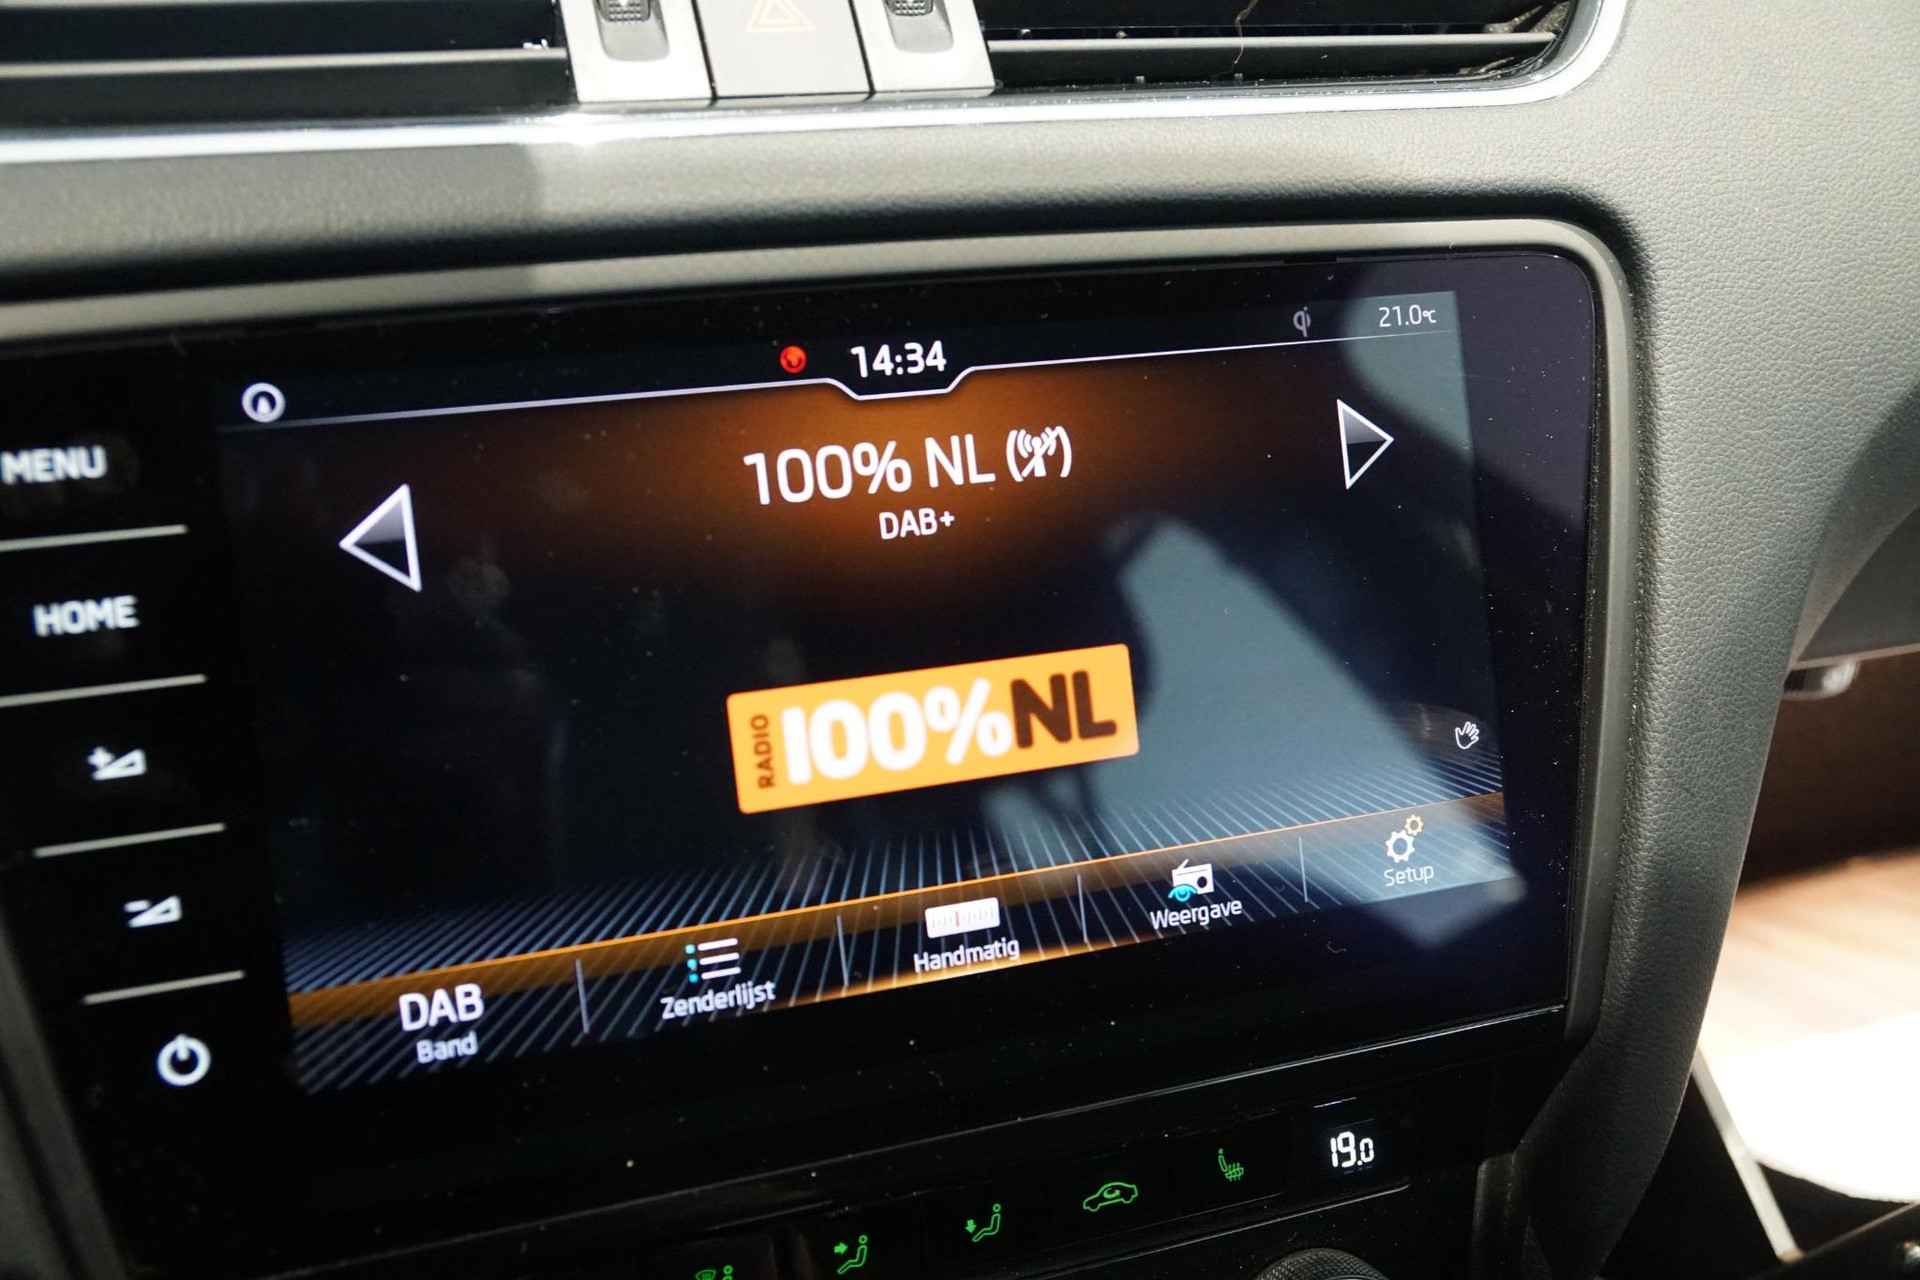 14:34
qi
21.0°C
100% NL
DAB+
MENU
HOME
RADIO 100%NL
DAB
Band
Zenderlijst
Handmatig
Weergave
Setup
19.0